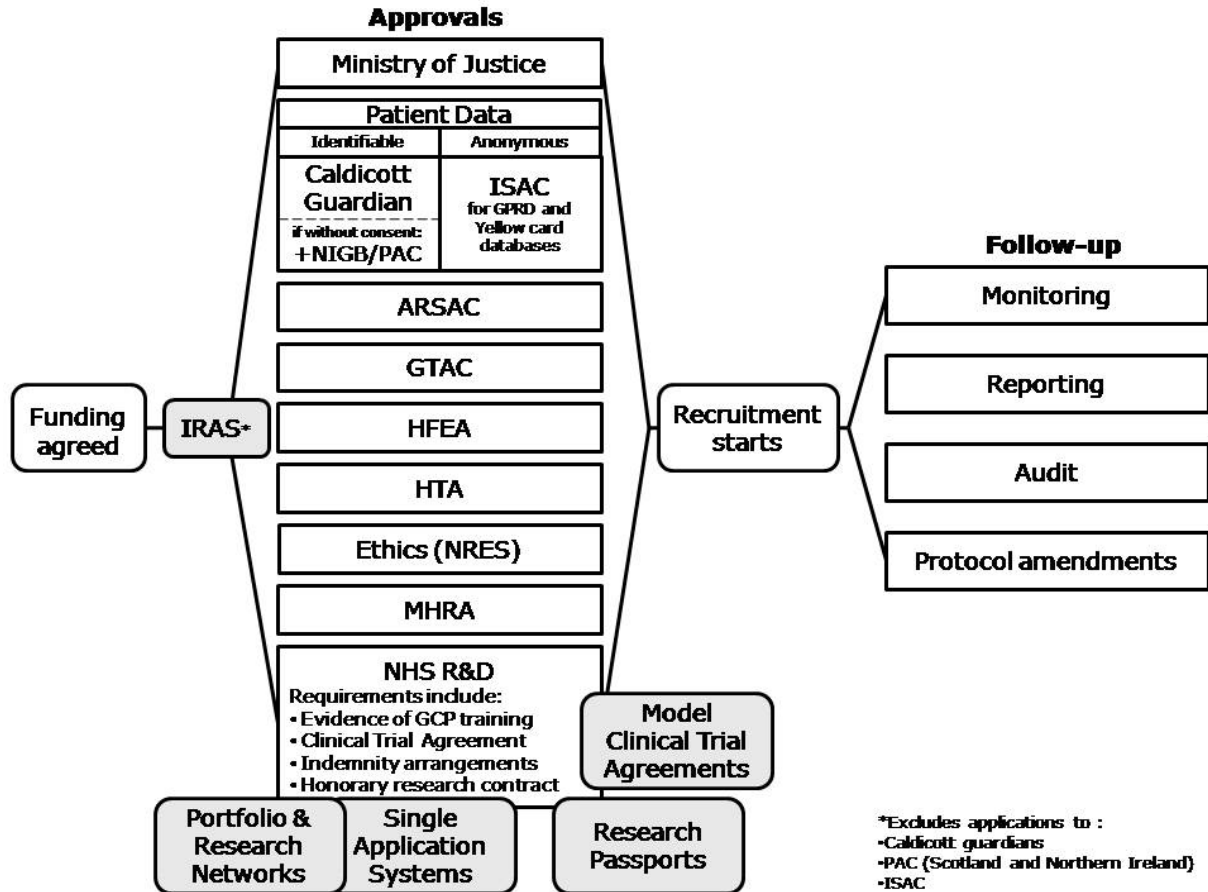 Approvals
Ministry of Justice
Patient Data
Identifiable
Anonymous
Caldicott
Guardian
if without consent:
+NIGB/PAC
ISAC
for GPRD and
Yellow card
databases
ARSAC
GTAC
HFEA
HTA
Ethics (NRES)
MHRA
NHS R&D
Requirements include:
• Evidence of GCP training
• Clinical Trial Agreement
• Indemnity arrangements
• Honorary research contract
Portfolio &
Research
Networks
Single
Application
Systems
Research
Passports
Model
Clinical Trial
Agreements
Funding
agreed
IRAS*
Recruitment
starts
Follow-up
Monitoring
Reporting
Audit
Protocol amendments
*Excludes applications to :
•Caldicott guardians
•PAC (Scotland and Northern Ireland)
•ISAC